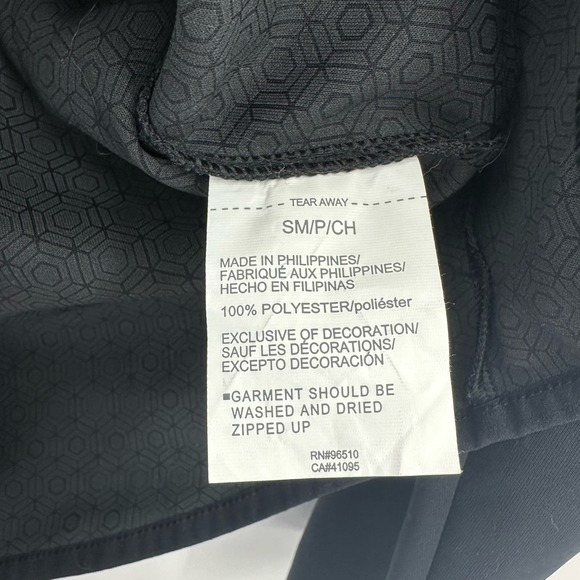 TEAR AWAY
SM/P/CH
MADE IN PHILIPPINES/
FABRIQUÉ AUX PHILIPPINES/
HECHO EN FILIPINAS
100% POLYESTER/poliéster
EXCLUSIVE OF DECORATION/
SAUF LES DÉCORATIONS/
EXCEPTO DECORACIÓN
▪GARMENT SHOULD BE
WASHED AND DRIED
ZIPPED UP
RN#96510
CA#41095